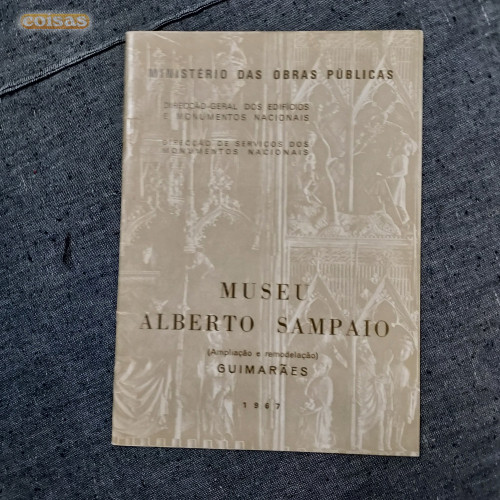 coisas
MINISTÉRIO DAS OBRAS PÚBLICAS
DIRECÇÃO-GERAL DOS EDIFÍCIOS
E MONUMENTOS NACIONAIS
DIRECÇÃO DE SERVIÇOS DOS
MONUMENTOS NACIONAIS
MUSEU
ALBERTO SAMPAIO
(Ampliação e remodelação)
GUIMARÃES
1967